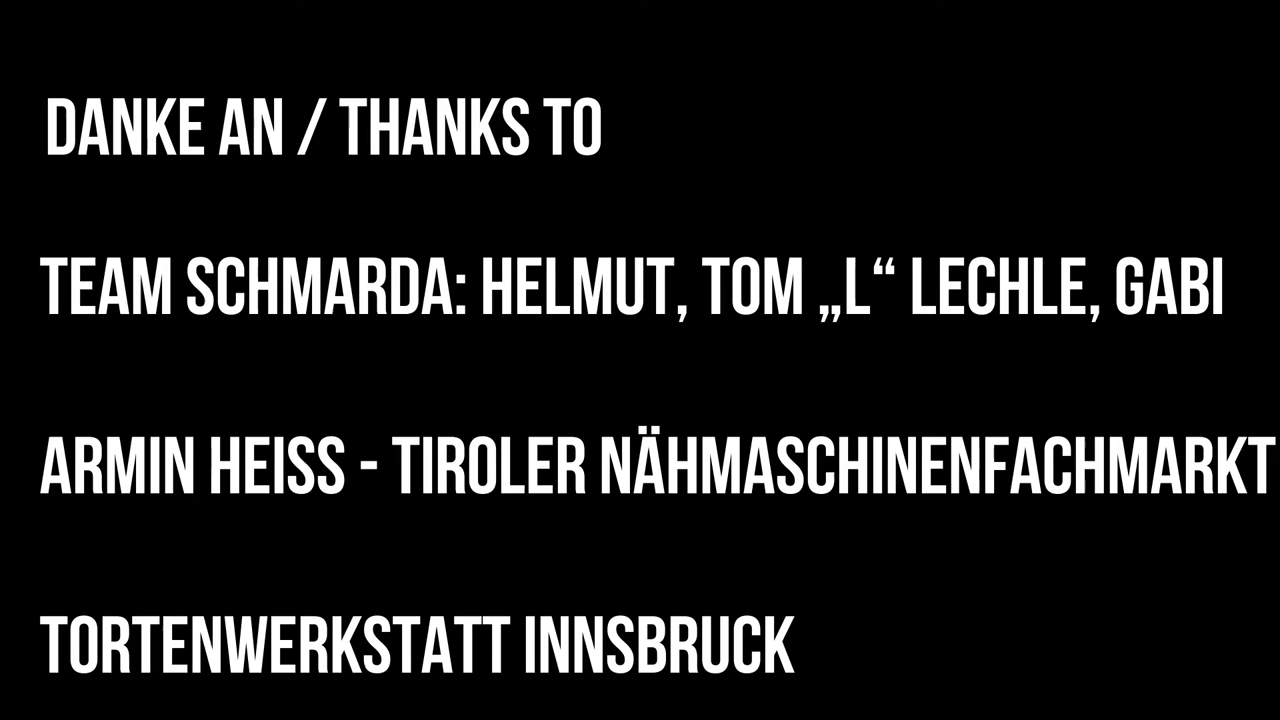 DANKE AN / THANKS TO
TEAM SCHMARDA: HELMUT, TOM „L“ LECHLE, GABI
ARMIN HEISS - TIROLER NÄHMASCHINENFACHMARKT
TORTENWERKSTATT INNSBRUCK